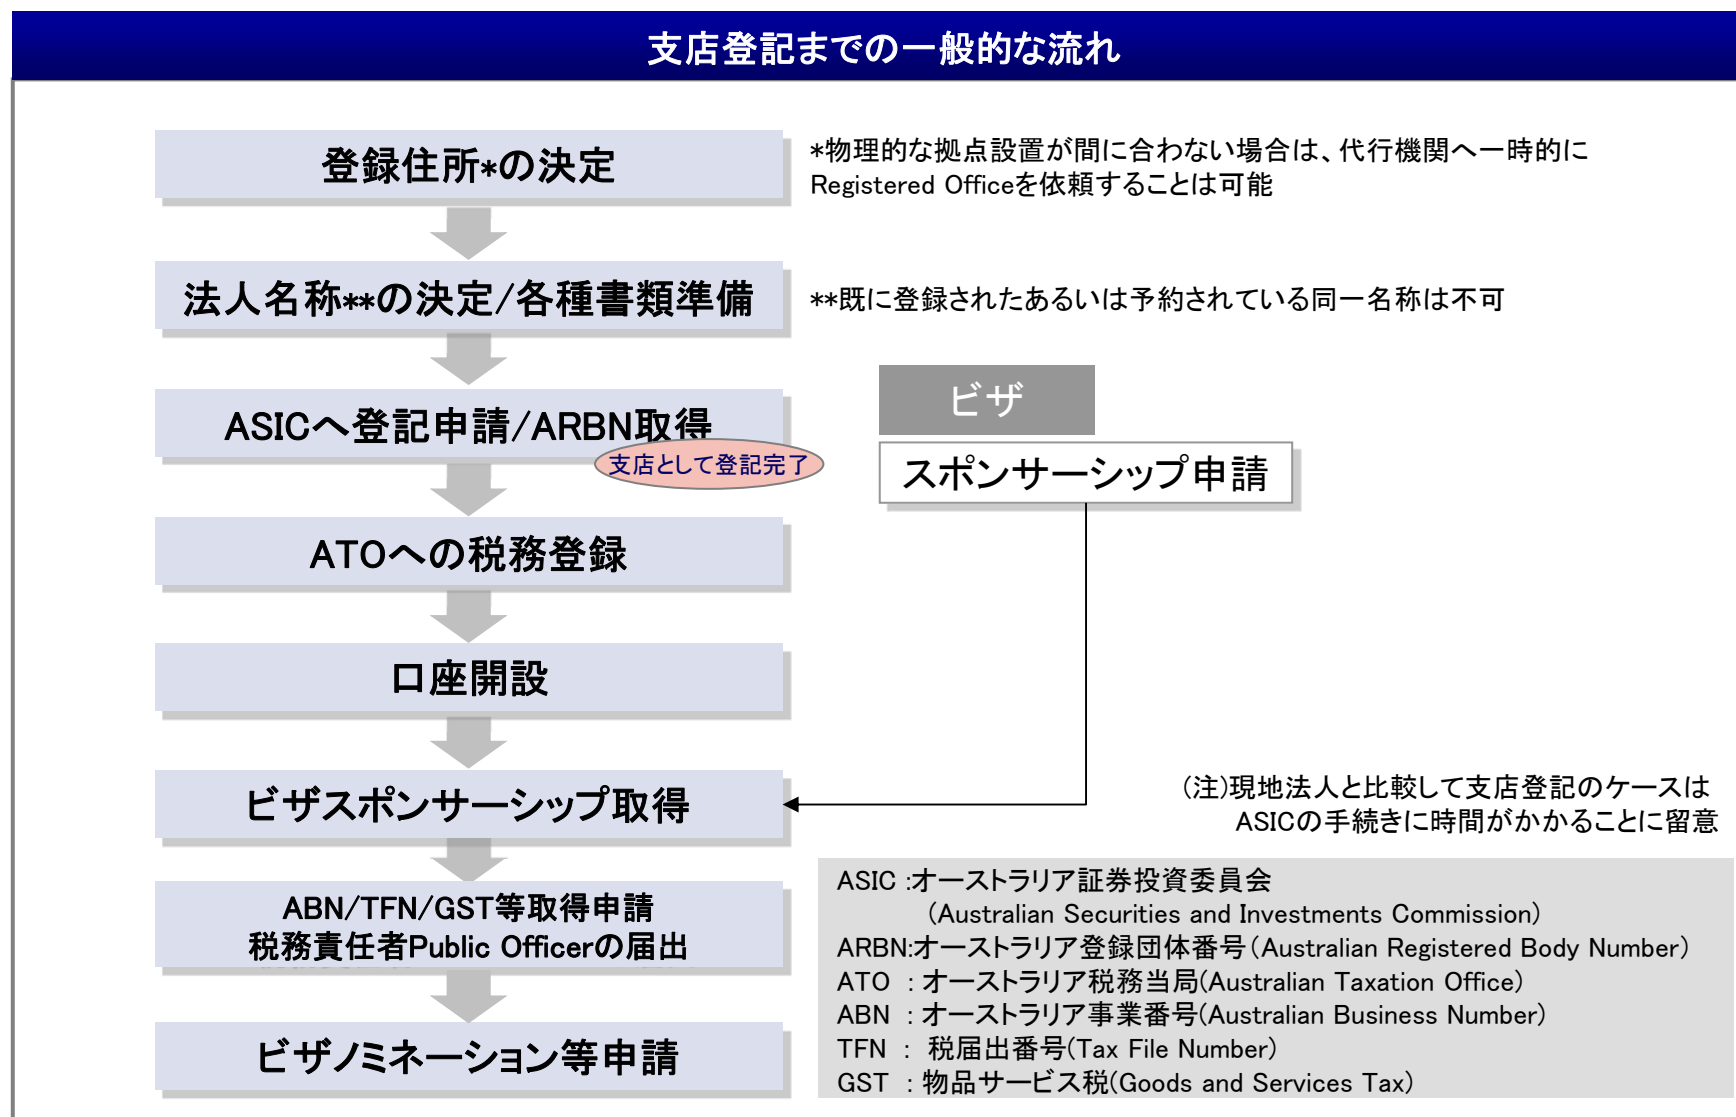 支店登記までの一般的な流れ
登録住所*の決定
*物理的な拠点設置が間に合わない場合は、代行機関へ一時的に
Registered Officeを依頼することは可能
法人名称**の決定/各種書類準備
**既に登録されたあるいは予約されている同一名称は不可
ASICへ登記申請/ARBN取得
支店として登記完了
ビザ
スポンサーシップ申請
ATOへの税務登録
口座開設
ビザスポンサーシップ取得
(注)現地法人と比較して支店登記のケースは
ASICの手続きに時間がかかることに留意
ABN/TFN/GST等取得申請
税務責任者Public Officerの届出
ビザノミネーション等申請
ASIC :オーストラリア証券投資委員会
(Australian Securities and Investments Commission)
ARBN:オーストラリア登録団体番号(Australian Registered Body Number)
ATO : オーストラリア税務当局(Australian Taxation Office)
ABN : オーストラリア事業番号(Australian Business Number)
TFN : 税届出番号(Tax File Number)
GST : 物品サービス税(Goods and Services Tax)